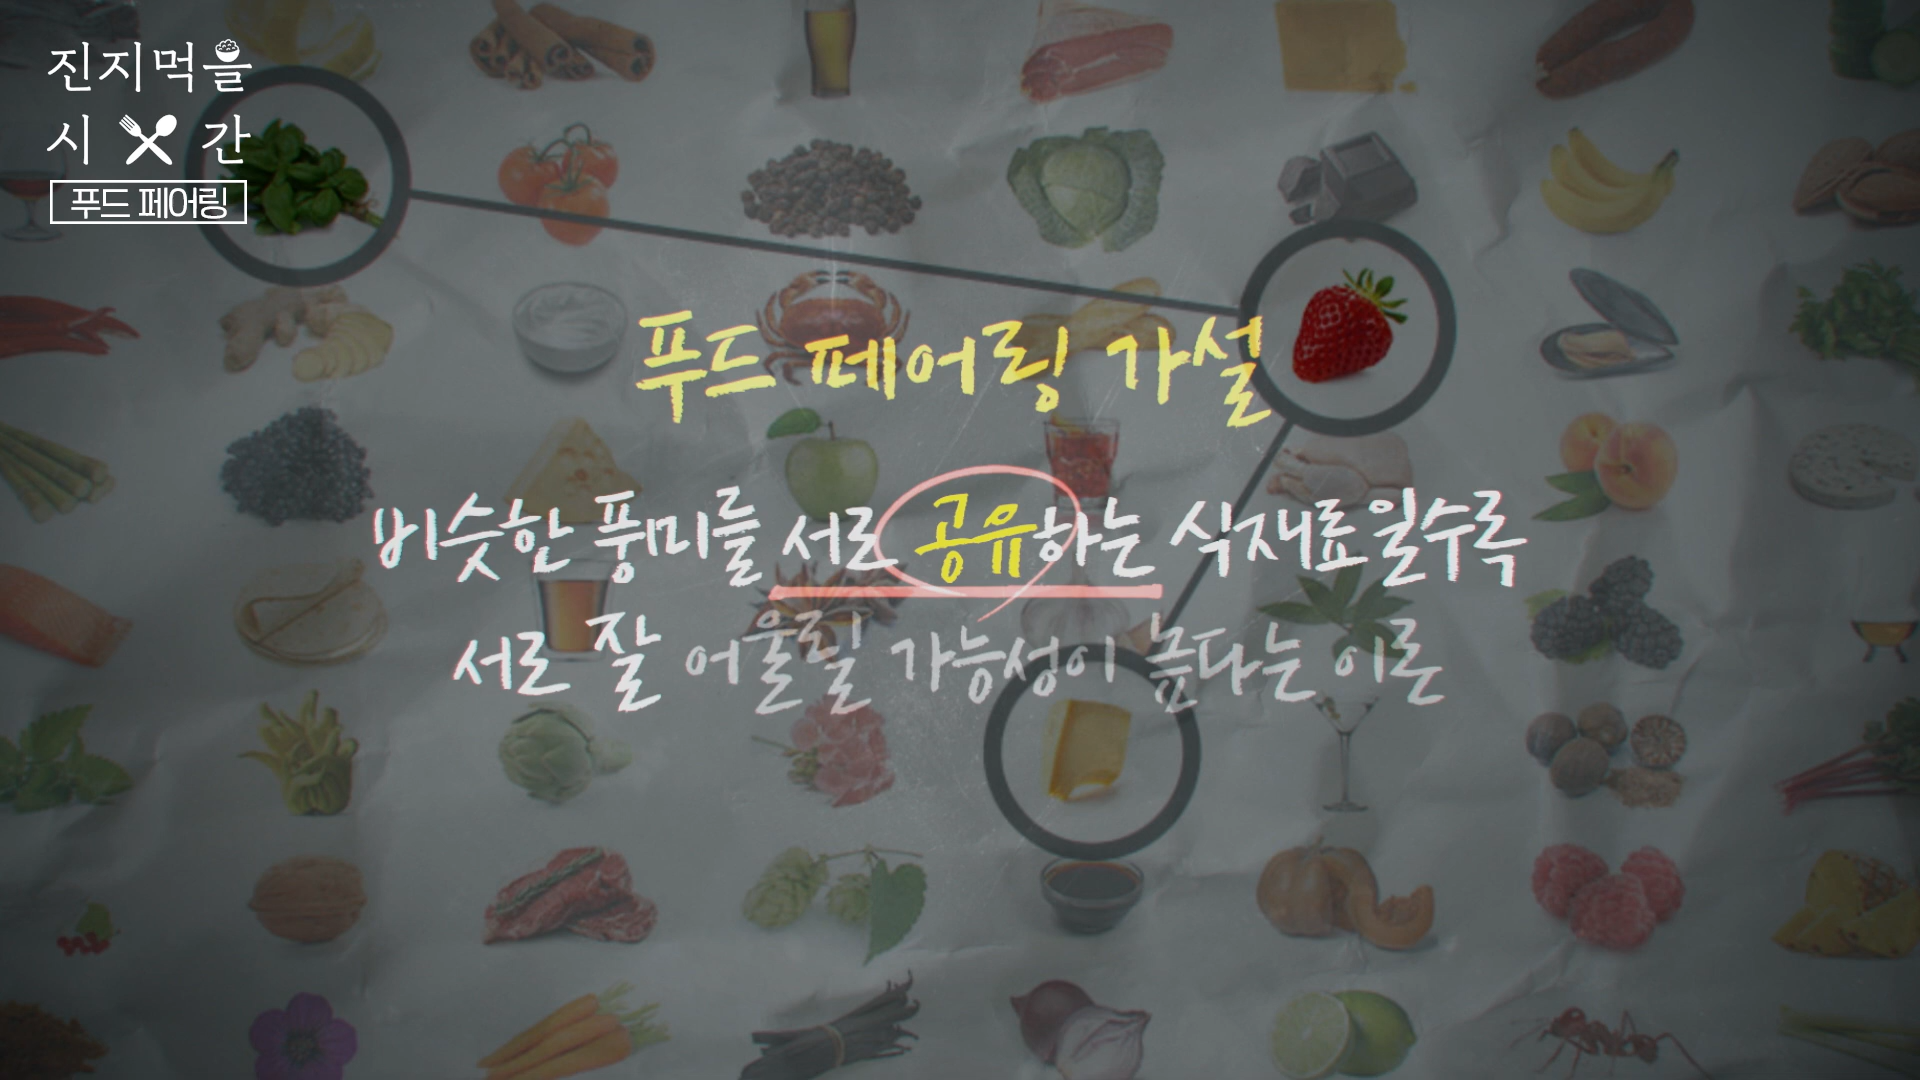 진지먹을
시간
푸드 페어링
푸드 페어링 가설
비슷한 풍미를 서로 공유하는 식재료일수록
서로 잘 어울릴 가능성이 높다는 이론